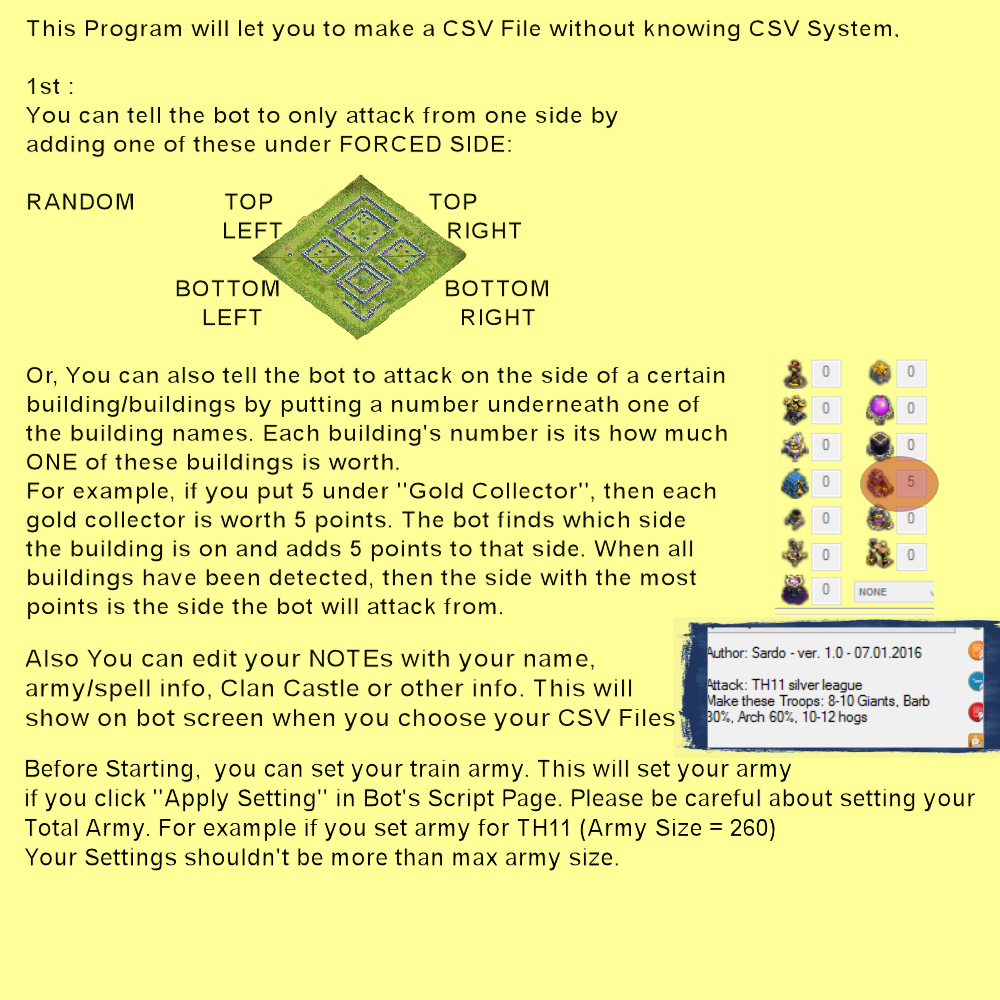 This Program will let you to make a CSV File without knowing CSV System.
1st :
You can tell the bot to only attack from one side by
adding one of these under FORCED SIDE:
RANDOM TOP TOP
LEFT RIGHT
BOTTOM BOTTOM
LEFT RIGHT
Or, You can also tell the bot to attack on the side of a certain
building/buildings by putting a number underneath one of
the building names. Each building's number is its how much
ONE of these buildings is worth.
For example, if you put 5 under "Gold Collector", then each
gold collector is worth 5 points. The bot finds which side
the building is on and adds 5 points to that side. When all
buildings have been detected, then the side with the most
points is the side the bot will attack from.
0 0
0 0
0 0
0 5
0 0
0 0
0 NONE
Also You can edit your NOTEs with your name,
army/spell info, Clan Castle or other info. This will
show on bot screen when you choose your CSV Files
Author: Sardo - ver. 1.0 - 07.01.2016
Attack: TH11 silver league
Make these Troops: 8-10 Giants, Barb
30%, Arch 60%, 10-12 hogs
Before Starting, you can set your train army. This will set your army
if you click "Apply Setting" in Bot's Script Page. Please be careful about setting your
Total Army. For example if you set army for TH11 (Army Size = 260)
Your Settings shouldn't be more than max army size.